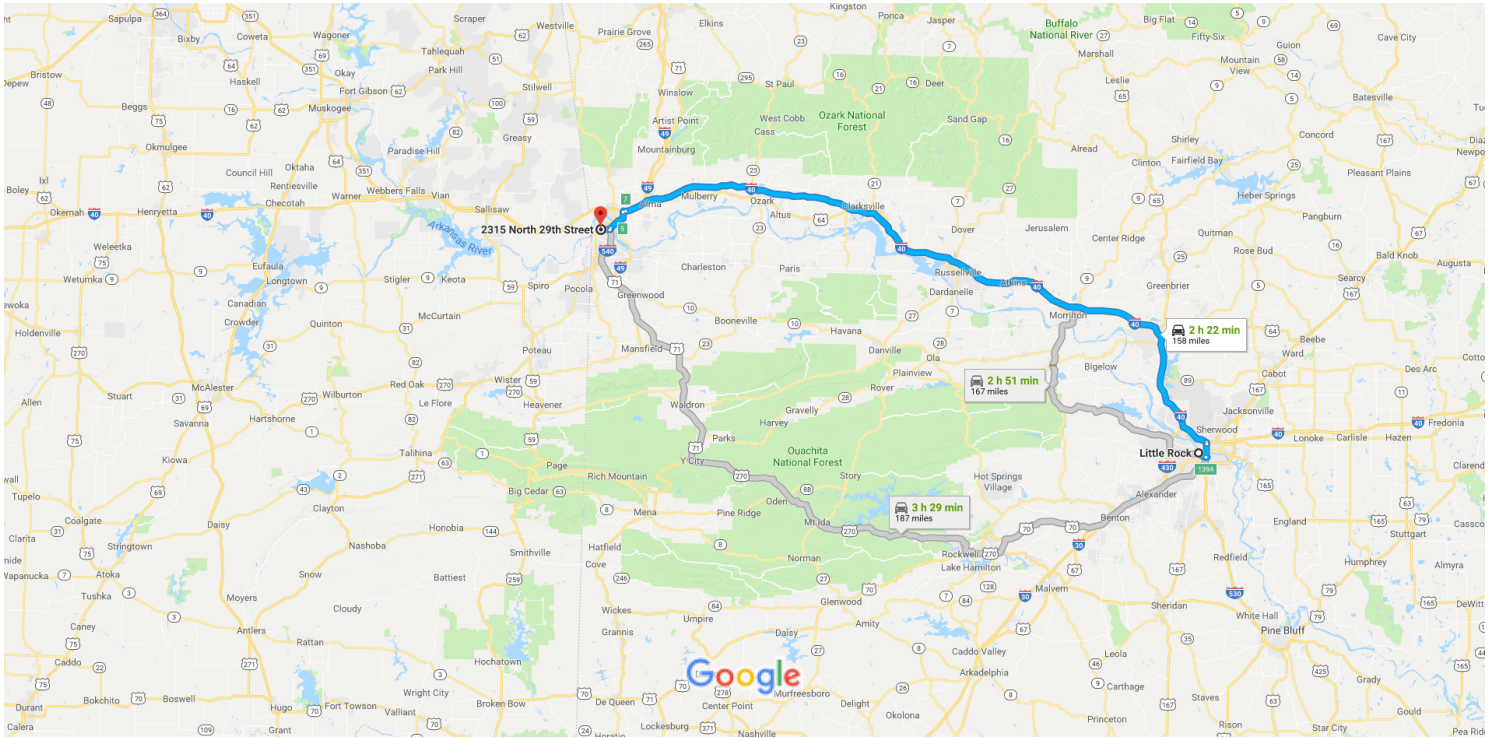 Sapulpa
Bixby
Coweta
Wagoner
Scraper
Westville
Prairie Grove
Elkins
Kingston
Ponca
Jasper
Buffalo
National River
Big Flat
Fifty-Six
Guion
Cave City
Tahlequah
Park Hill
Marshall
Mountain
View
Bristow
Haskell
Okay
Fort Gibson
Stilwell
Winslow
St Paul
Deer
Leslie
Batesville
Beggs
Muskogee
Greasy
Artist Point
West Cobb
Cass
Ozark National
Forest
Sand Gap
Shirley
Concord
Okmulgee
Paradise Hill
Mountainburg
Alread
Clinton
Fairfield Bay
Pleasant Plains
Council Hill
Oktaha
Rentiesville
Warner
Webbers Falls
Vian
Sallisaw
Mulberry
Ozark
Altus
Clarksville
Heber Springs
Boley
Okemah
Henryetta
Checotah
Alma
Dover
Jerusalem
Center Ridge
Quitman
Pangburn
2315 North 29th Street
Weleetka
Arkansas River
Charleston
Paris
Russellville
Rose Bud
Bald Knob
Augusta
Wetumka
Eufaula
Longtown
Stigler
Keota
Spiro
Pocola
Greenwood
Dardanelle
Atkins
Greenbrier
Searcy
Canadian
Crowder
McCurtain
Booneville
Havana
Morrilton
Holdenville
Quinton
Mansfield
Danville
Ola
2 h 22 min
158 miles
Beebe
Ward
Poteau
Plainview
Bigelow
Cabot
Des Arc
McAlester
Red Oak
Wister
Rover
2 h 51 min
167 miles
Allen
Stuart
Hartshorne
Wilburton
Le Flore
Heavener
Waldron
Gravelly
Harvey
Jacksonville
Savanna
Sherwood
Lonoke
Carlisle
Hazen
Fredonia
Kiowa
Talihina
Page
Parks
Y City
Ouachita
National Forest
Little Rock
Tupelo
Big Cedar
Rich Mountain
Story
Hot Springs
Village
Alexander
Clayton
Mena
Pine Ridge
Oden
3 h 29 min
187 miles
Benton
England
Coalgate
Clarita
Stringtown
Daisy
Honobia
Mt Ida
Stuttgart
Nashoba
Smithville
Hatfield
Cove
Norman
Lake Hamilton
Redfield
Wapanucka
Atoka
Snow
Battiest
Malvern
Humphrey
Almyra
Tushka
Moyers
Cloudy
Wickes
Umpire
Glenwood
Amity
Sheridan
White Hall
Pine Bluff
Caney
Antlers
Rattan
Grannis
Daisy
Caddo Valley
Leola
Caddo
Hochatown
Google
Arkadelphia
Carthage
Grady
Durant
Bokchito
Boswell
Hugo
Fort Towson
Valliant
Wright City
Broken Bow
De Queen
Center Point
Murfreesboro
Delight
Okolona
Princeton
Staves
Rison
Star City
Gould
Calera
Grant
Horatio
Lockesburg
Nashville